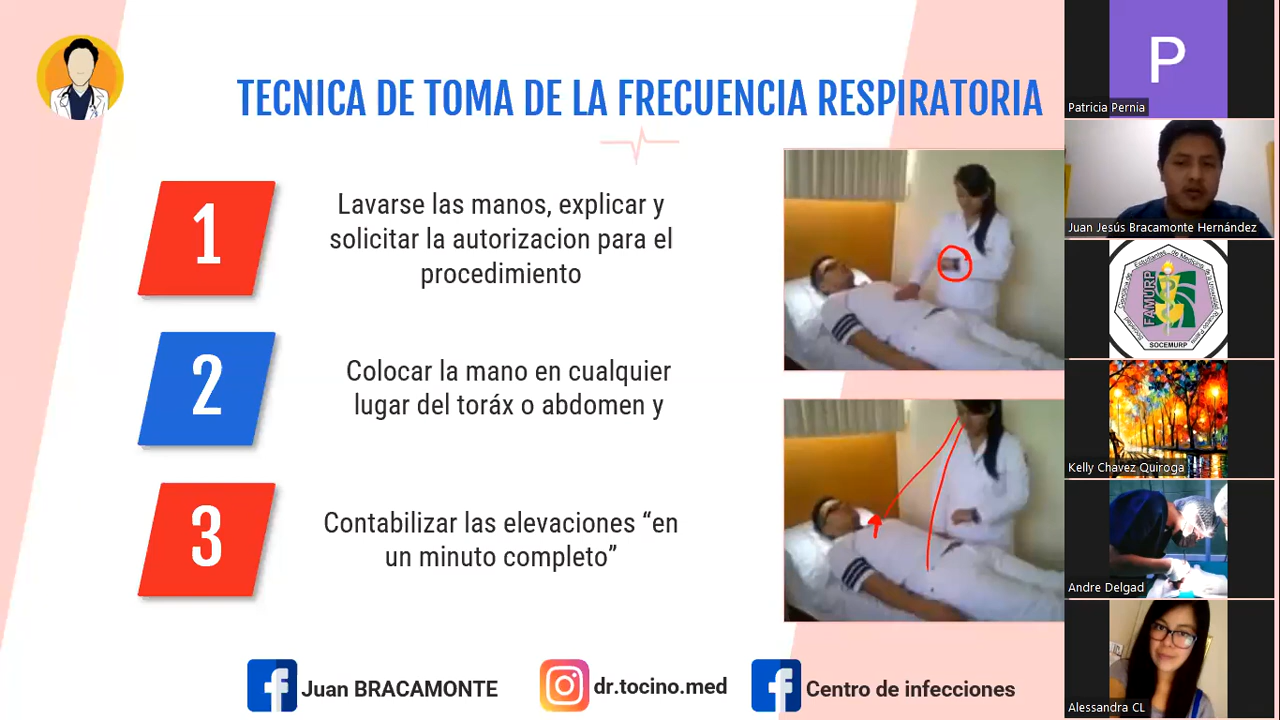 TECNICA DE TOMA DE LA FRECUENCIA RESPIRATORIA
1
Lavarse las manos, explicar y
solicitar la autorizacion para el
procedimiento
2
Colocar la mano en cualquier
lugar del toráx o abdomen y
3
Contabilizar las elevaciones “en
un minuto completo”
Juan BRACAMONTE
dr.tocino.med
Centro de infecciones
P
Patricia Pernia
Juan Jesús Bracamonte Hernández
FAMURP
SOCEMURP
Kelly Chavez Quiroga
Andre Delgad
Alessandra CL